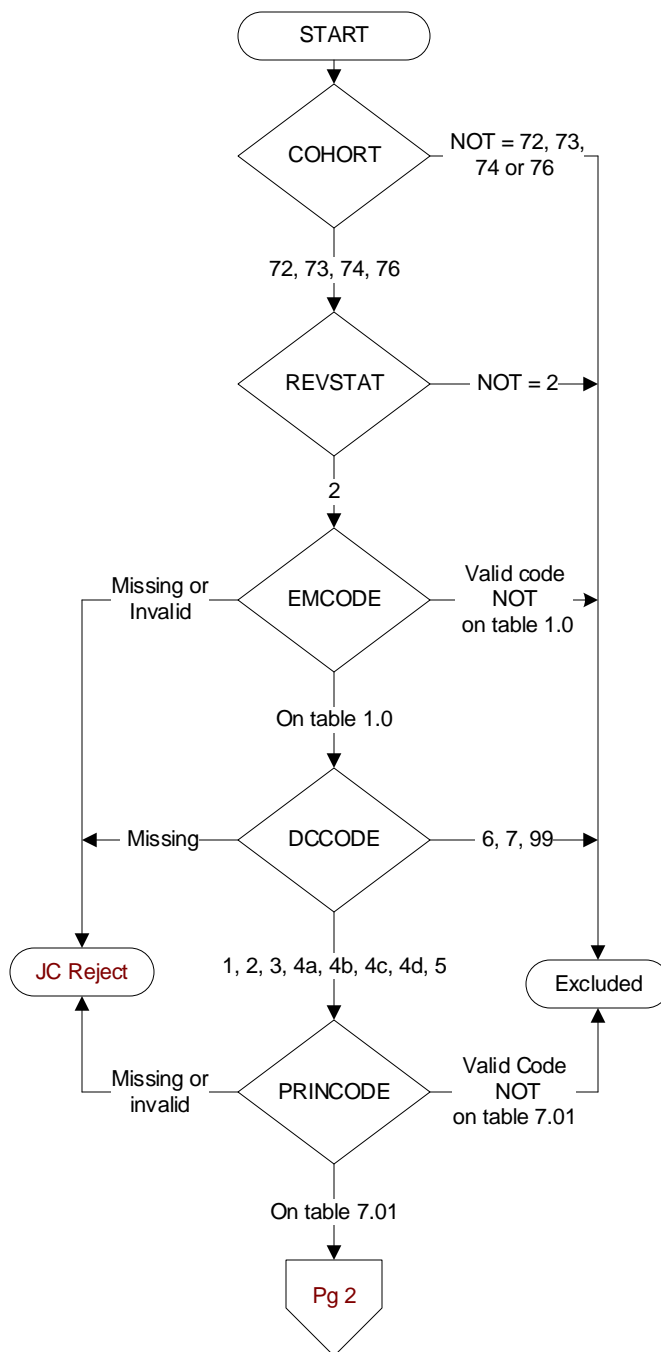 START
COHORT
NOT = 72, 73,
74 or 76
72, 73, 74, 76
REVSTAT
NOT = 2
2
Missing or
Invalid
EMCODE
Valid code
NOT
on table 1.0
On table 1.0
Missing
DCCODE
6, 7, 99
JC Reject
1, 2, 3, 4a, 4b, 4c, 4d, 5
Excluded
Missing or
invalid
PRINCODE
Valid Code
NOT
on table 7.01
On table 7.01
Pg 2